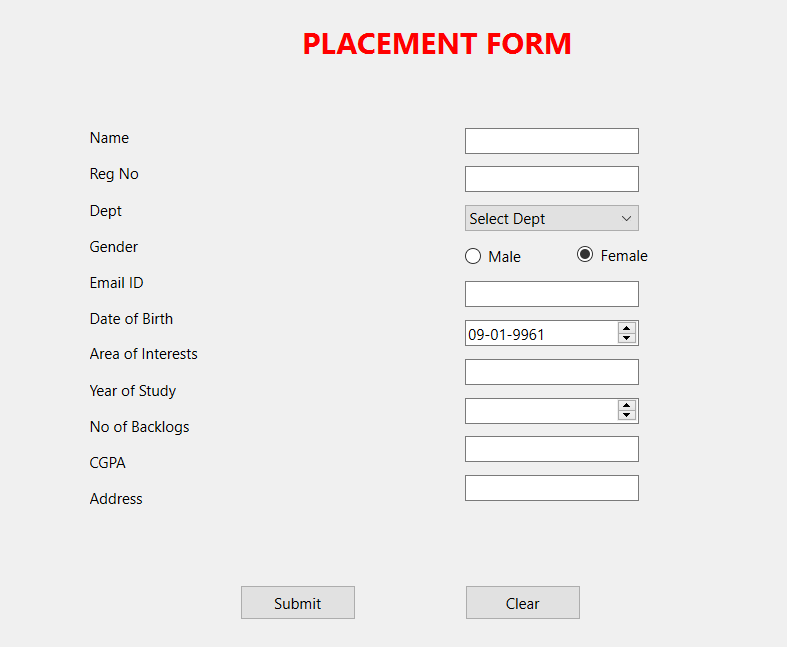 PLACEMENT FORM
Name
Reg No
Dept Select Dept
Gender Male Female
Email ID
Date of Birth 09-01-9961
Area of Interests
Year of Study
No of Backlogs
CGPA
Address
Submit Clear